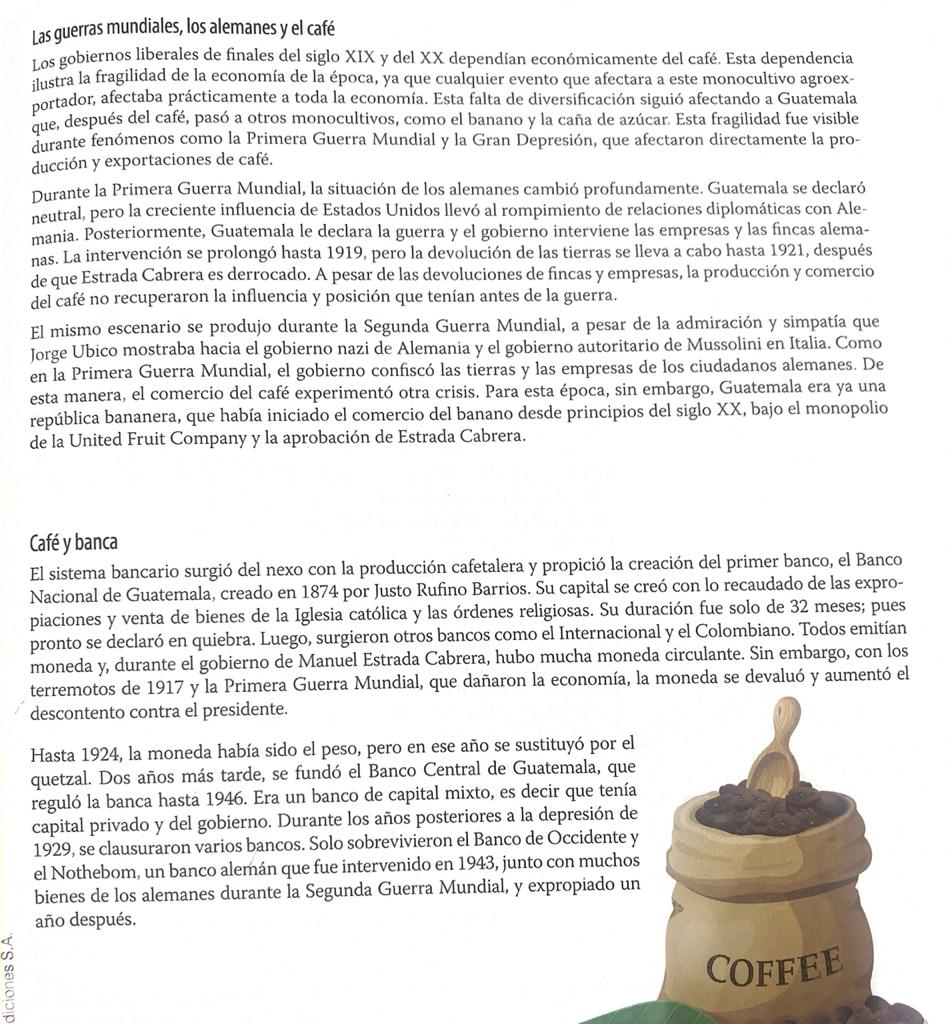 Las guerras mundiales, los alemanes y el café
Los gobiernos liberales de finales del siglo XIX y del XX dependían económicamente del café. Esta dependencia
ilustra la fragilidad de la economía de la época, ya que cualquier evento que afectara a este monocultivo agroex-
portador, afectaba prácticamente a toda la economía. Esta falta de diversificación siguió afectando a Guatemala
que, después del café, pasó a otros monocultivos, como el banano y la caña de azúcar. Esta fragilidad fue visible
durante fenómenos como la Primera Guerra Mundial y la Gran Depresión, que afectaron directamente la pro-
ducción y exportaciones de café.
Durante la Primera Guerra Mundial, la situación de los alemanes cambió profundamente. Guatemala se declaró
neutral, pero la creciente influencia de Estados Unidos llevó al rompimiento de relaciones diplomáticas con Ale-
mania. Posteriormente, Guatemala le declara la guerra y el gobierno interviene las empresas y las fincas alema-
nas. La intervención se prolongó hasta 1919, pero la devolución de las tierras se lleva a cabo hasta 1921, después
de que Estrada Cabrera es derrocado. A pesar de las devoluciones de fincas y empresas, la producción y comercio
del café no recuperaron la influencia y posición que tenían antes de la guerra.
El mismo escenario se produjo durante la Segunda Guerra Mundial, a pesar de la admiración y simpatía que
Jorge Ubico mostraba hacia el gobierno nazi de Alemania y el gobierno autoritario de Mussolini en Italia. Como
en la Primera Guerra Mundial, el gobierno confiscó las tierras y las empresas de los ciudadanos alemanes. De
esta manera, el comercio del café experimentó otra crisis. Para esta época, sin embargo, Guatemala era ya una
república bananera, que había iniciado el comercio del banano desde principios del siglo XX, bajo el monopolio
de la United Fruit Company y la aprobación de Estrada Cabrera.
Café y banca
El sistema bancario surgió del nexo con la producción cafetalera y propició la creación del primer banco, el Banco
Nacional de Guatemala, creado en 1874 por Justo Rufino Barrios. Su capital se creó con lo recaudado de las expro-
piaciones y venta de bienes de la Iglesia católica y las órdenes religiosas. Su duración fue solo de 32 meses; pues
pronto se declaró en quiebra. Luego, surgieron otros bancos como el Internacional y el Colombiano. Todos emitían
moneda y, durante el gobierno de Manuel Estrada Cabrera, hubo mucha moneda circulante. Sin embargo, con los
terremotos de 1917 y la Primera Guerra Mundial, que dañaron la economía, la moneda se devaluó y aumentó el
descontento contra el presidente.
Hasta 1924, la moneda había sido el peso, pero en ese año se sustituyó por el
quetzal. Dos años más tarde, se fundó el Banco Central de Guatemala, que
reguló la banca hasta 1946. Era un banco de capital mixto, es decir que tenía
capital privado y del gobierno. Durante los años posteriores a la depresión de
1929, se clausuraron varios bancos. Solo sobrevivieron el Banco de Occidente y
el Nothebom, un banco alemán que fue intervenido en 1943, junto con muchos
bienes de los alemanes durante la Segunda Guerra Mundial, y expropiado un
año después.
COFFEE
diciones S.A.